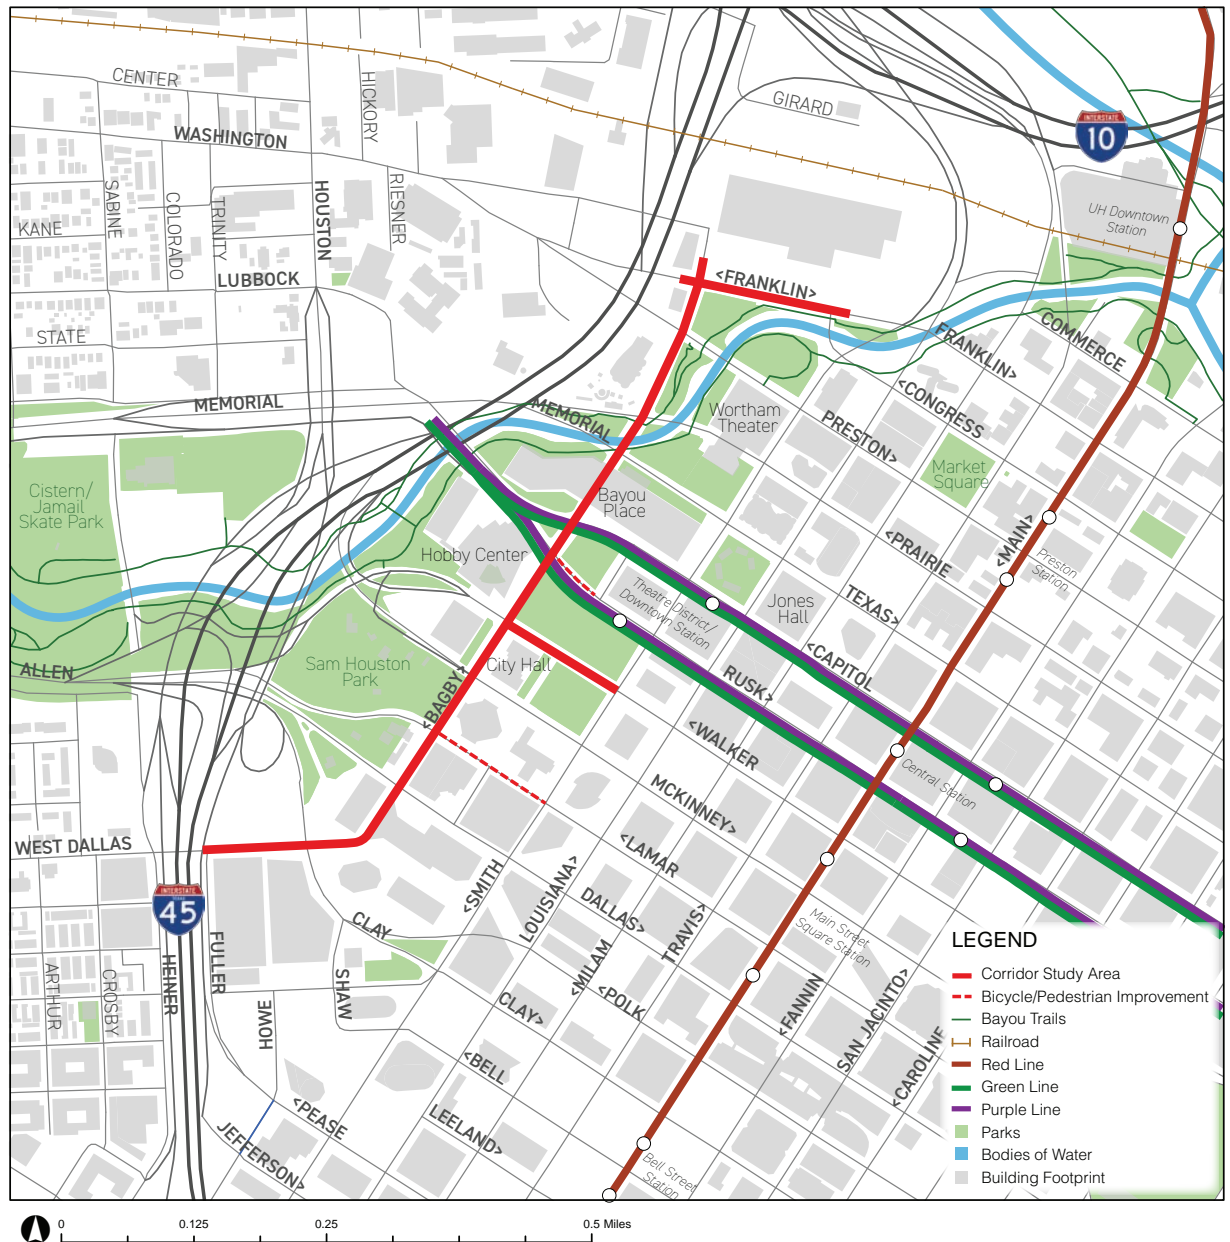 CENTER
HICKORY
WASHINGTON
GIRARD
INTERSTATE
10
SABINE
COLORADO
TRINITY
HOUSTON
RIESNER
KANE
UH Downtown
Station
LUBBOCK
<FRANKLIN>
STATE
FRANKLIN>
COMMERCE
MEMORIAL
MEMORIAL
Wortham
Theater
PRESTON>
<CONGRESS
Market
Square
Cistern/
Jamail
Skate Park
Bayou
Place
Hobby Center
<PRAIRIE
<MAIN>
Preston
Station
Theatre District/
Downtown Station
Jones
Hall
TEXAS>
ALLEN
Sam Houston
Park
City Hall
<BAGBY>
RUSK>
<CAPITOL
<WALKER
Central Station
MCKINNEY>
WEST DALLAS
<LAMAR
<SMITH
LOUISIANA>
DALLAS>
TRAVIS>
INTERSTATE
TEXAS
45
CLAY
Main Street
Square Station
ARTHUR
CROSBY
HEINER
FULLER
HOWE
SHAW
CLAY>
<MILAM
<POLK
<FANNIN
SAN JACINTO>
<CAROLINE
<BELL
<PEASE
LEELAND>
JEFFERSON>
Bell Street
Station
LEGEND
Corridor Study Area
Bicycle/Pedestrian Improvement
Bayou Trails
Railroad
Red Line
Green Line
Purple Line
Parks
Bodies of Water
Building Footprint
0
0.125
0.25
0.5 Miles